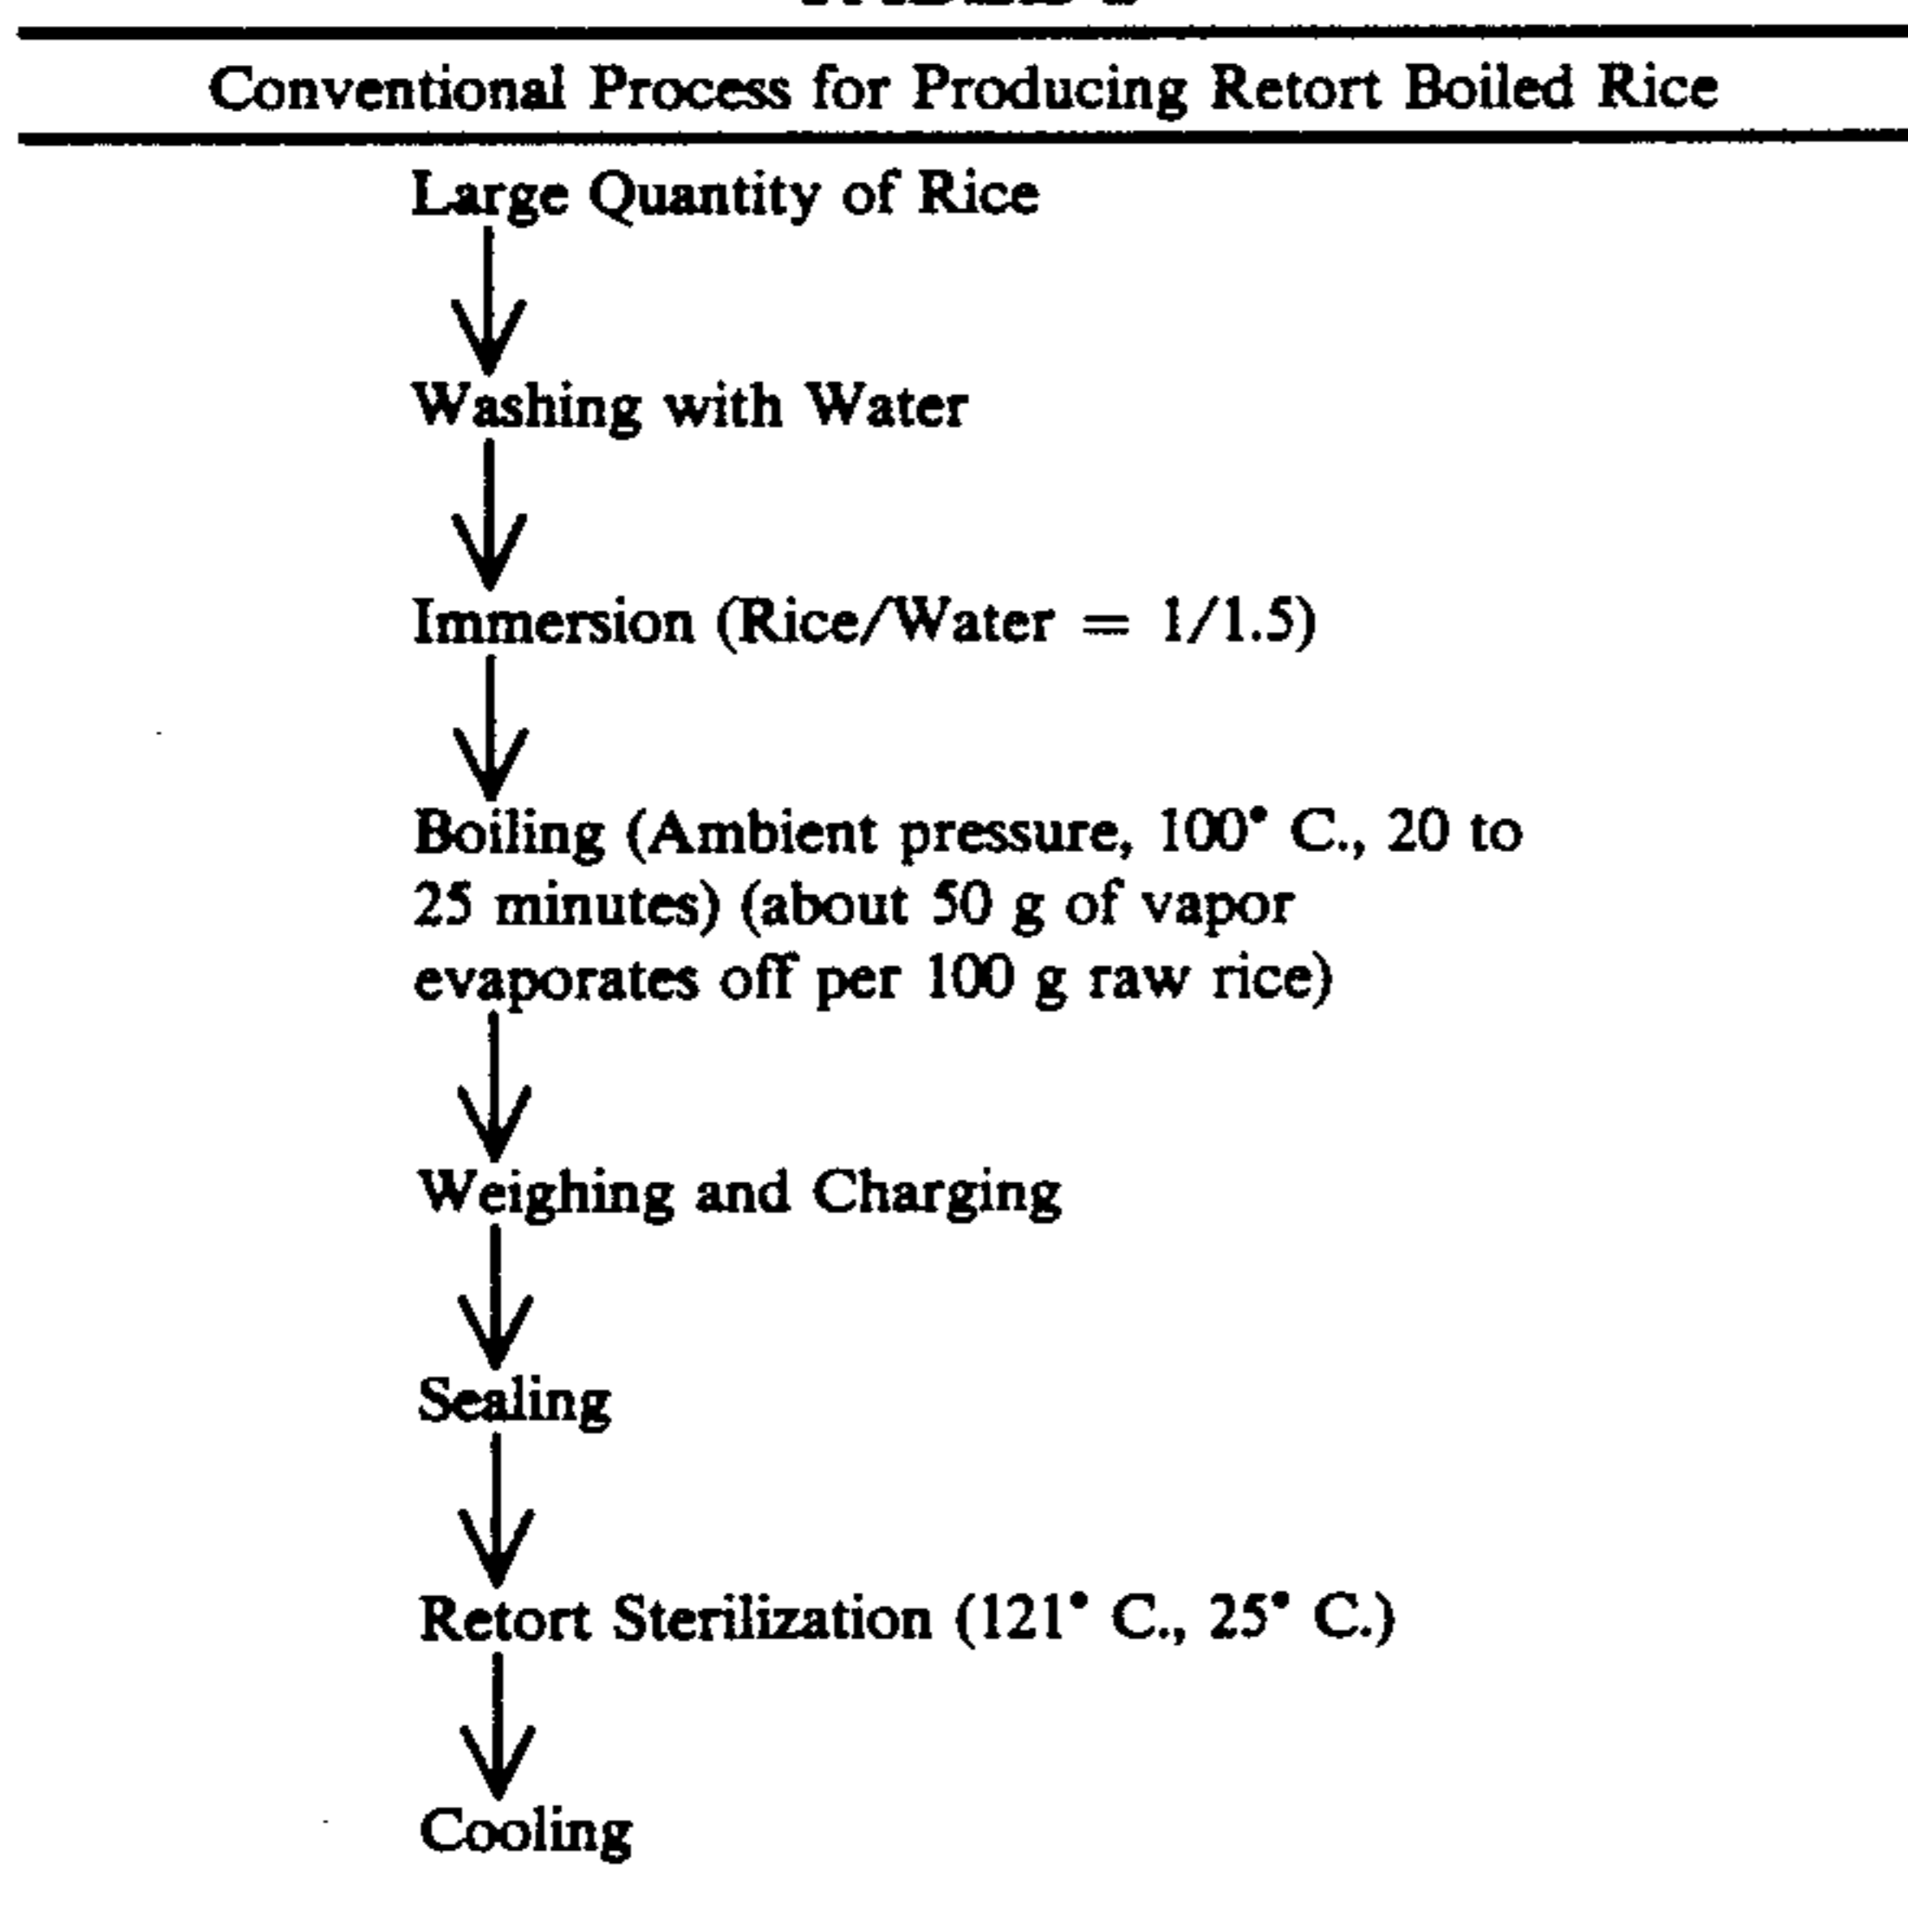 Conventional Process for Producing Retort Boiled Rice
Large Quantity of Rice
Washing with Water
Immersion (Rice/Water = 1/1.5)
Boiling (Ambient pressure, 100° C., 20 to
25 minutes) (about 50 g of vapor
evaporates off per 100 g raw rice)
Weighing and Charging
Sealing
Retort Sterilization (121° C., 25° C.)
Cooling